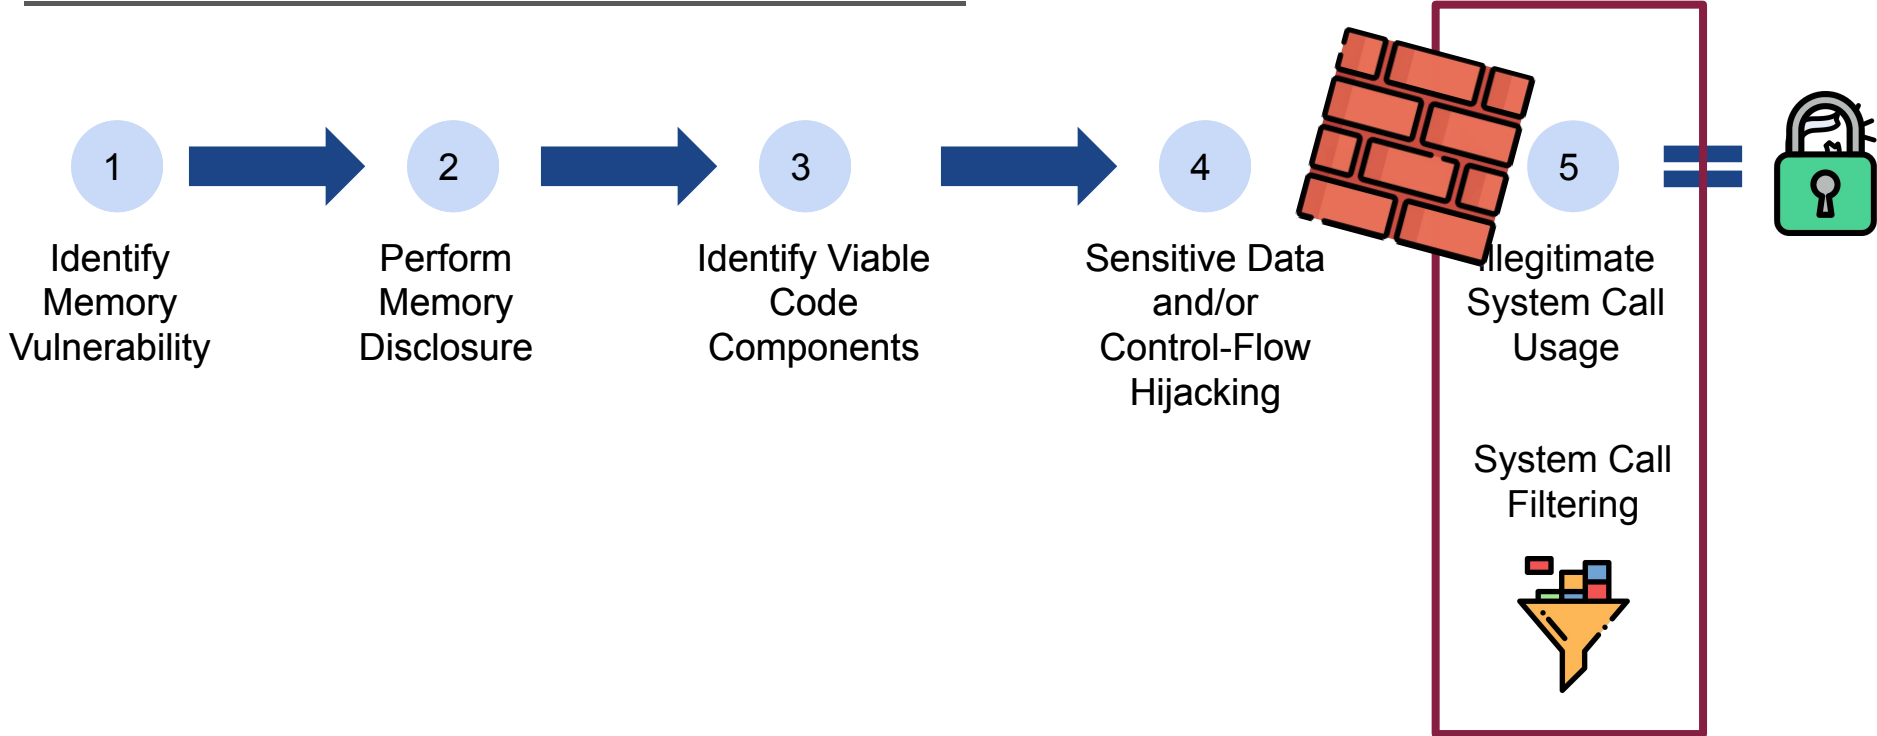 1
2
3
4
5
Identify
Memory
Vulnerability
Perform
Memory
Disclosure
Identify Viable
Code
Components
Sensitive Data
and/or
Control-Flow
Hijacking
Illegitimate
System Call
Usage
System Call
Filtering